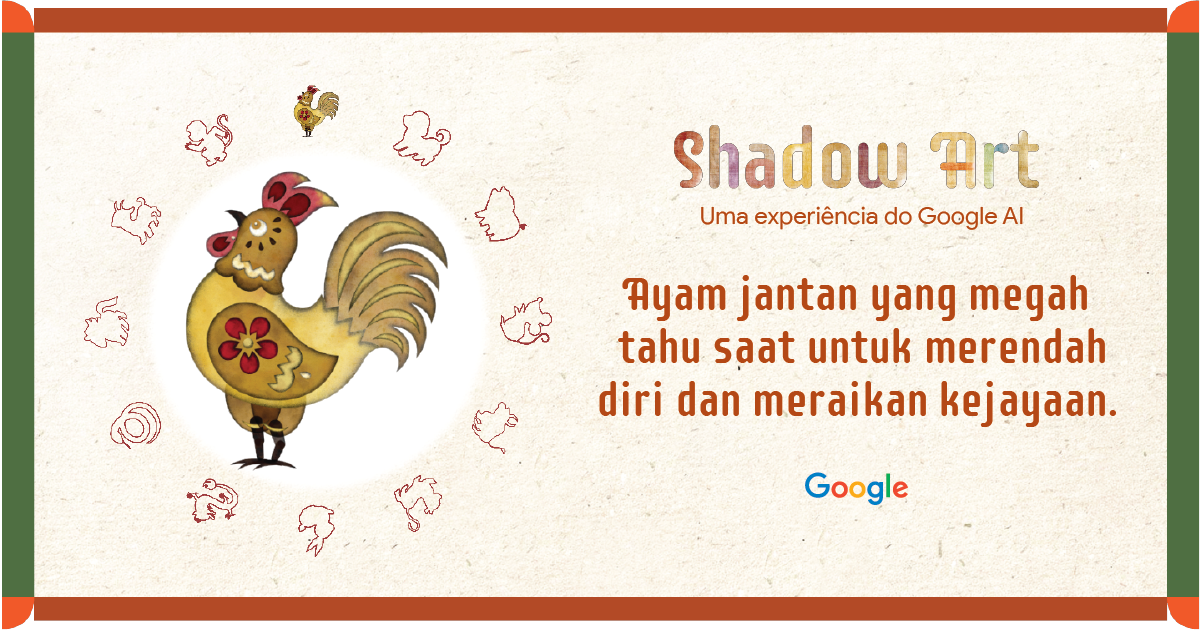 Shadow Art
Uma experiência do Google AI
Ayam jantan yang megah
tahu saat untuk merendah
diri dan meraikan kejayaan.
Google